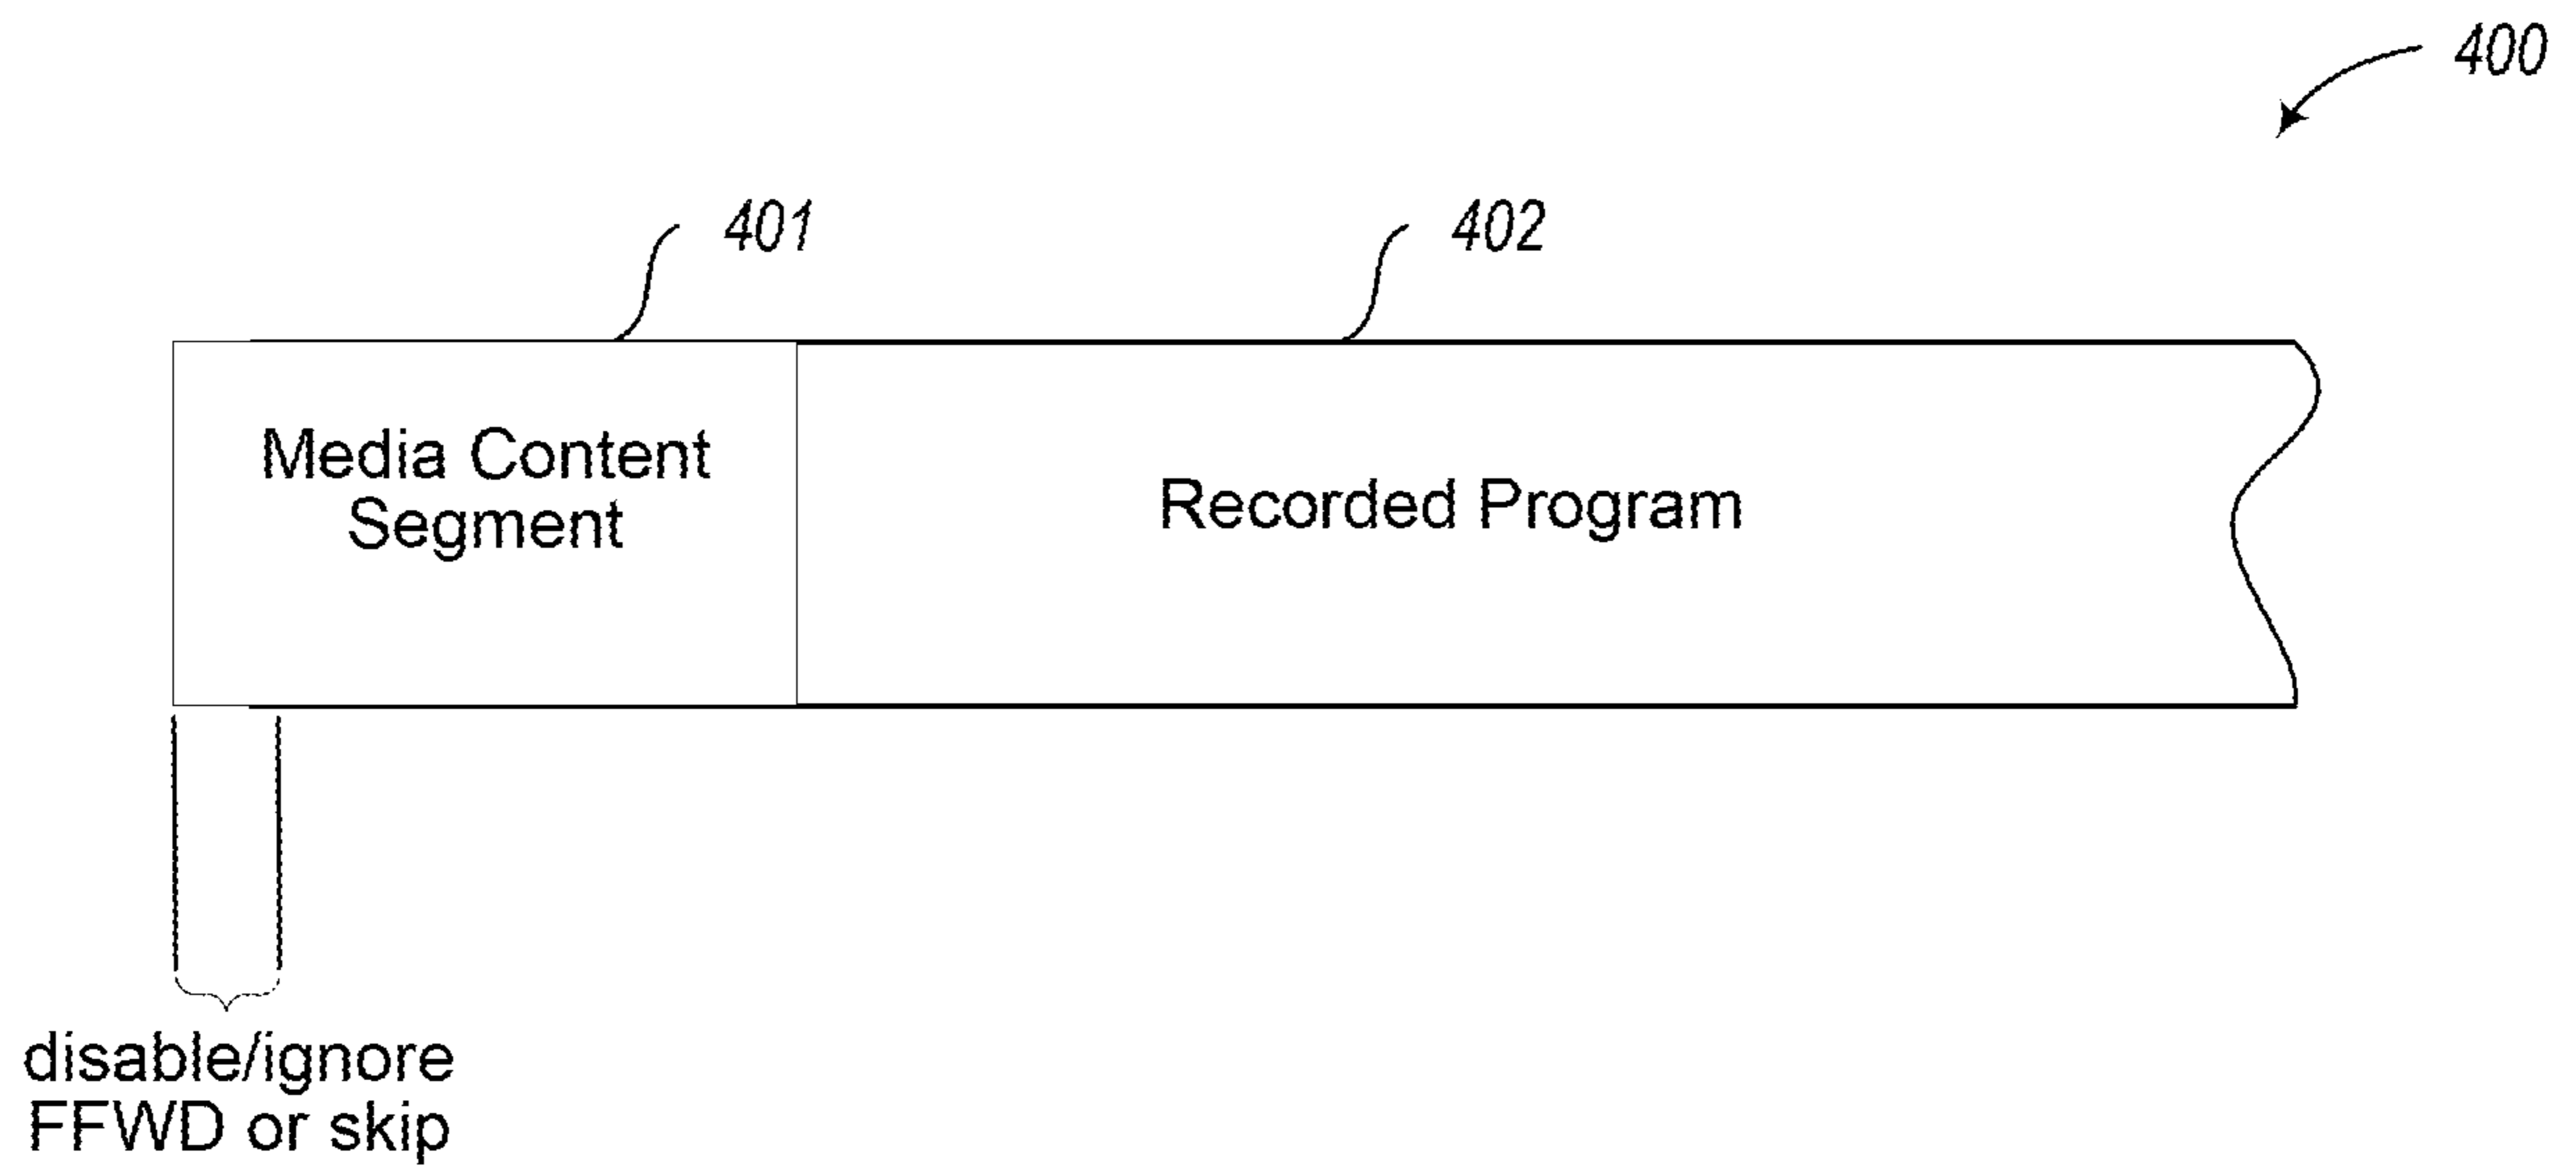 400
401
402
Media Content
Segment
Recorded Program
disable/ignore
FFWD or skip